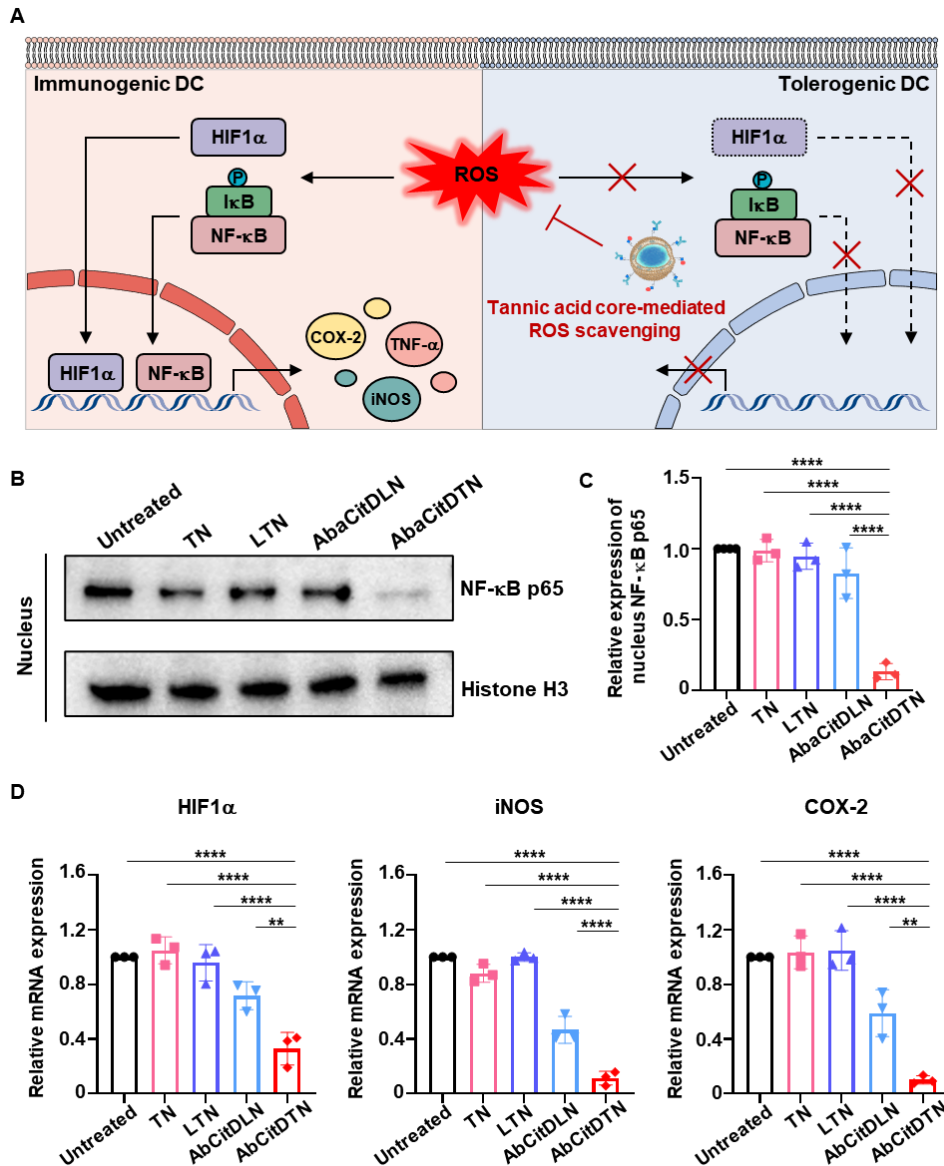 A
Immunogenic DC
Tolerogenic DC
HIF1α
P
IκB
NF-κB
ROS
HIF1α
P
IκB
NF-κB
Tannic acid core-mediated
ROS scavenging
COX-2
TNF-α
iNOS
HIF1α
NF-κB
B
Untreated
TN
LTN
AbaCitDLN
AbaCitDTN
Nucleus
NF-κB p65
Histone H3
C
Relative expression of
nucleus NF-κB p65
1.5
1.0
0.5
0
****
****
****
****
Untreated
TN
LTN
AbaCitDLN
AbaCitDTN
D
HIF1α
Relative mRNA expression
1.6
1.2
0.8
0.4
0
****
****
****
**
Untreated
TN
LTN
AbCitDLN
AbCitDTN
iNOS
Relative mRNA expression
1.6
1.2
0.8
0.4
0
****
****
****
****
Untreated
TN
LTN
AbCitDLN
AbCitDTN
COX-2
Relative mRNA expression
1.6
1.2
0.8
0.4
0
****
****
****
**
Untreated
TN
LTN
AbCitDLN
AbCitDTN